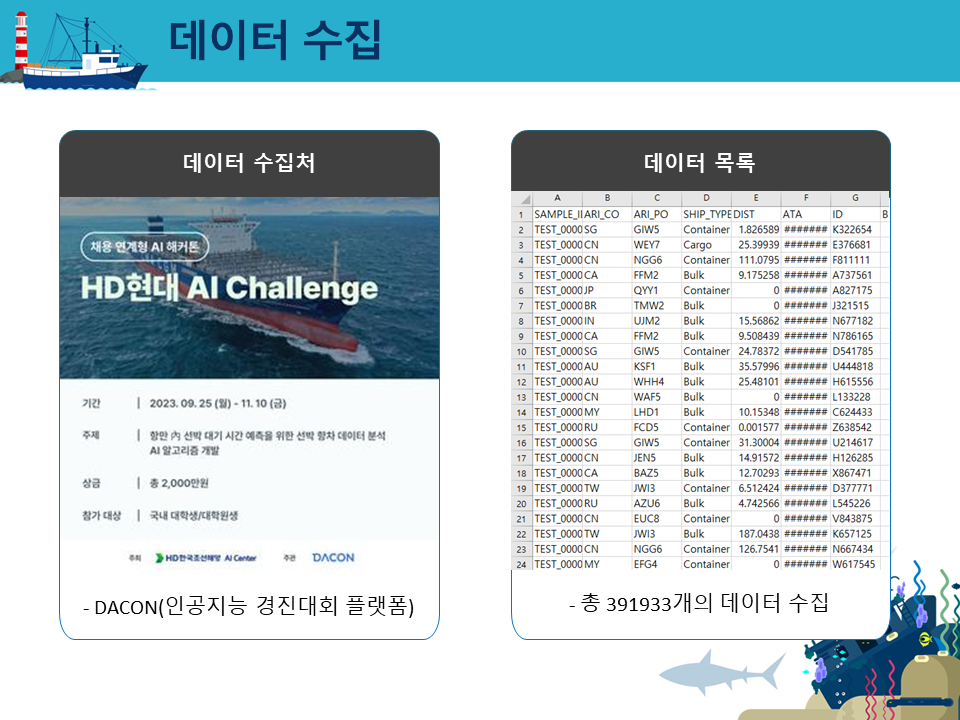 데이터 수집
데이터 수집처
채용 연계형 AI 해커톤
HD현대 AI Challenge
기간 | 2023. 09. 25 (월) - 11. 10 (금)
주제 | 항만 內 선박 대기 시간 예측을 위한 선박 항차 데이터 분석
AI 알고리즘 개발
상금 | 총 2,000만원
참가 대상 | 국내 대학생/대학원생
주최 HD한국조선해양 AI Center 주관 DACON
- DACON(인공지능 경진대회 플랫폼)
데이터 목록
A B C D E F G
1 SAMPLE_II ARI_CO ARI_PO SHIP_TYPE DIST ATA ID B
2 TEST_0000 SG GIW5 Container 1.826589 ####### K322654
3 TEST_0000 CN WEY7 Cargo 25.39939 ####### E376681
4 TEST_0000 CN NGG6 Container 111.0795 ####### F811111
5 TEST_0000 CA FFM2 Bulk 9.175258 ####### A737561
6 TEST_0000 JP QYY1 Container 0 ####### A827175
7 TEST_0000 BR TMW2 Bulk 0 ####### J321515
8 TEST_0000 IN UJM2 Bulk 15.56862 ####### N677182
9 TEST_0000 CA FFM2 Bulk 9.508439 ####### N786165
10 TEST_0000 SG GIW5 Container 24.78372 ####### D541785
11 TEST_0000 AU KSF1 Bulk 35.57996 ####### U444818
12 TEST_0000 AU WHH4 Bulk 25.48101 ####### H615556
13 TEST_0000 CN WAF5 Bulk 0 ####### L133228
14 TEST_0000 MY LHD1 Bulk 10.15348 ####### C624433
15 TEST_0000 RU FCD5 Container 0.001577 ####### Z638542
16 TEST_0000 SG GIW5 Container 31.30004 ####### U214617
17 TEST_0000 CN JEN5 Bulk 14.91572 ####### H126285
18 TEST_0000 CA BAZ5 Bulk 12.70293 ####### X867471
19 TEST_0000 TW JWI3 Container 6.512424 ####### D377771
20 TEST_0000 RU AZU6 Bulk 4.742566 ####### L545226
21 TEST_0000 CN EUC8 Container 0 ####### V843875
22 TEST_0000 TW JWI3 Bulk 187.0438 ####### K657125
23 TEST_0000 CN NGG6 Container 126.7541 ####### N667434
24 TEST_0000 MY EFG4 Container 0 ####### W617545
- 총 391933개의 데이터 수집